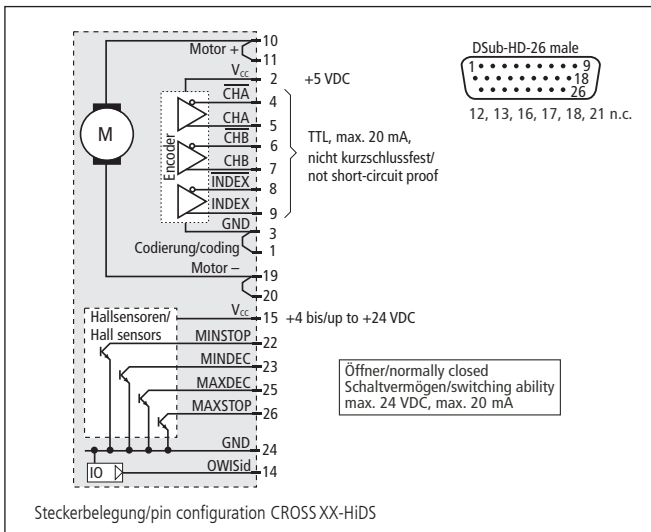 Motor + 10
11
DSub-HD-26 male
1 9
18
26
12, 13, 16, 17, 18, 21 n.c.
Vcc 2 +5 VDC
CHA 4
CHA 5
CHB 6
CHB 7
INDEX 8
INDEX 9
GND 3
Codierung/coding 1
Encoder
M
TTL, max. 20 mA,
nicht kurzschlussfest/
not short-circuit proof
Motor – 19
20
Hallsensoren/
Hall sensors
Vcc 15 +4 bis/up to +24 VDC
MINSTOP 22
MINDEC 23
MAXDEC 25
MAXSTOP 26
Öffner/normally closed
Schaltvermögen/switching ability
max. 24 VDC, max. 20 mA
GND 24
IO OWISid 14
Steckerbelegung/pin configuration CROSS XX-HiDS